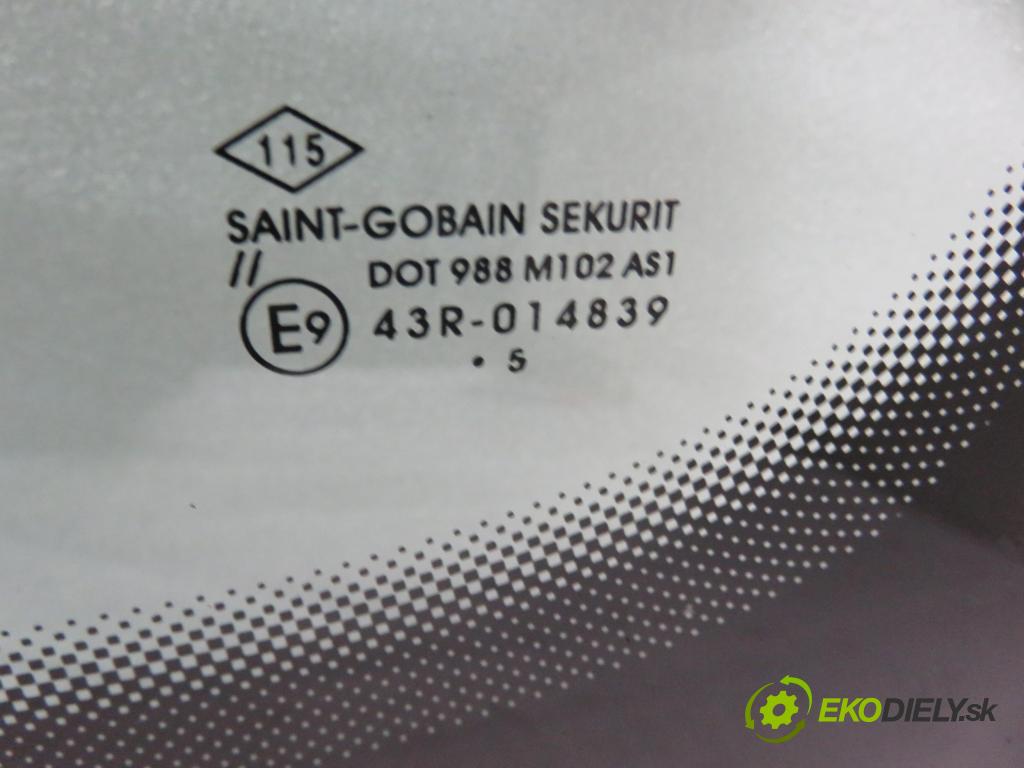 115
SAINT-GOBAIN SEKURIT
//
DOT 988 M102 AS1
E9
43R-014839
. 5
EKODIELY.sk